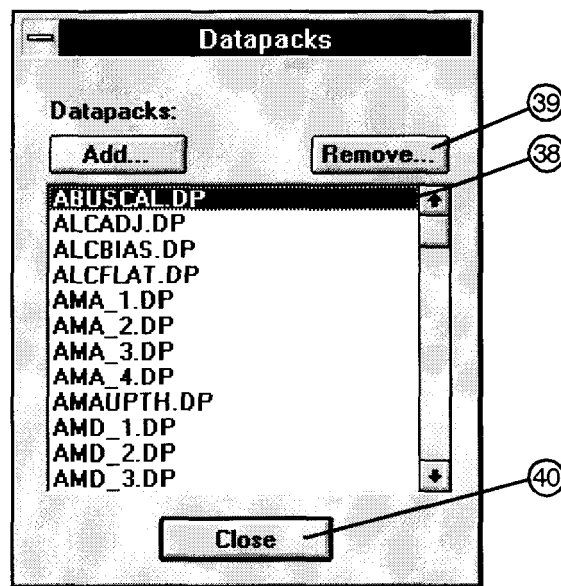 Datapacks
Datapacks:
Add... Remove...
39
38
ABUSCAL.DP
ALCADJ.DP
ALCBIAS.DP
ALCFLAT.DP
AMA_1.DP
AMA_2.DP
AMA_3.DP
AMA_4.DP
AMAUPTH.DP
AMD_1.DP
AMD_2.DP
AMD_3.DP
40
Close